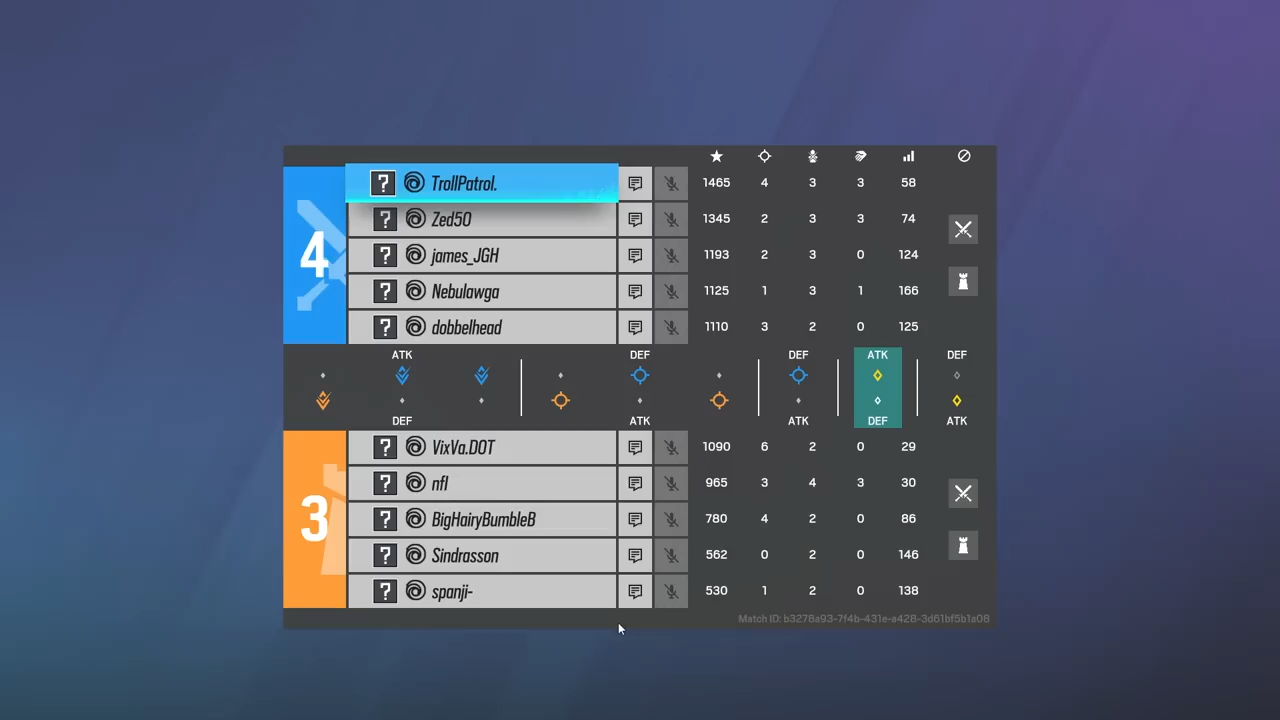 ? TrollPatrol. 1465 4 3 3 58
? Zed50 1345 2 3 3 74
4
? james_JGH 1193 2 3 0 124
? Nebulawga 1125 1 3 1 166
? dobbelhead 1110 3 2 0 125
ATK DEF DEF ATK DEF
DEF ATK ATK DEF ATK
? VixVa.DOT 1090 6 2 0 29
? nfl 965 3 4 3 30
3
? BigHairyBumbleB 780 4 2 0 86
? Sindrasson 562 0 2 0 146
? spanji- 530 1 2 0 138
Match ID: b3278a93-7f4b-431e-a428-3d61bf5b1a08